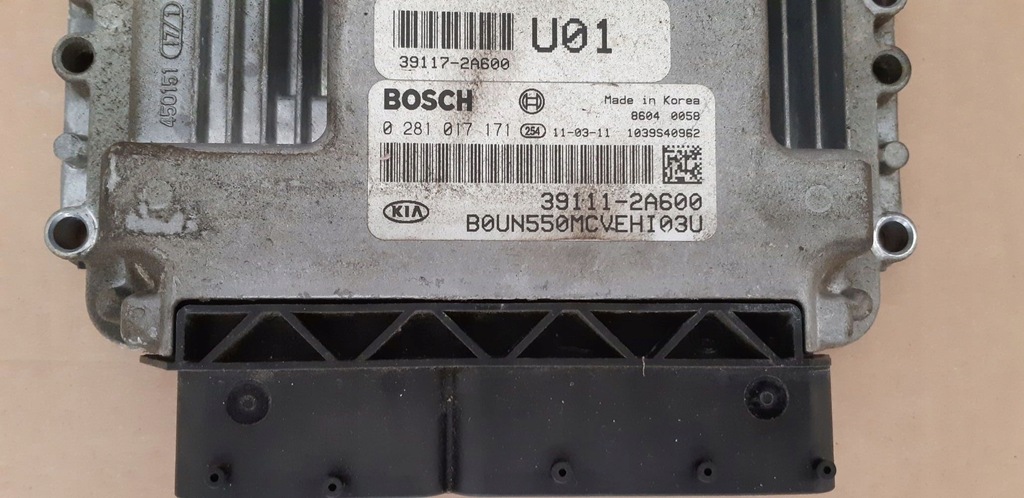 U01
39117-2A600
BOSCH Made in Korea
8604 0058
0 281 017 171 254 11-03-11 1039S40962
39111-2A600
KIA B0UN550MCVEHI03U
450151